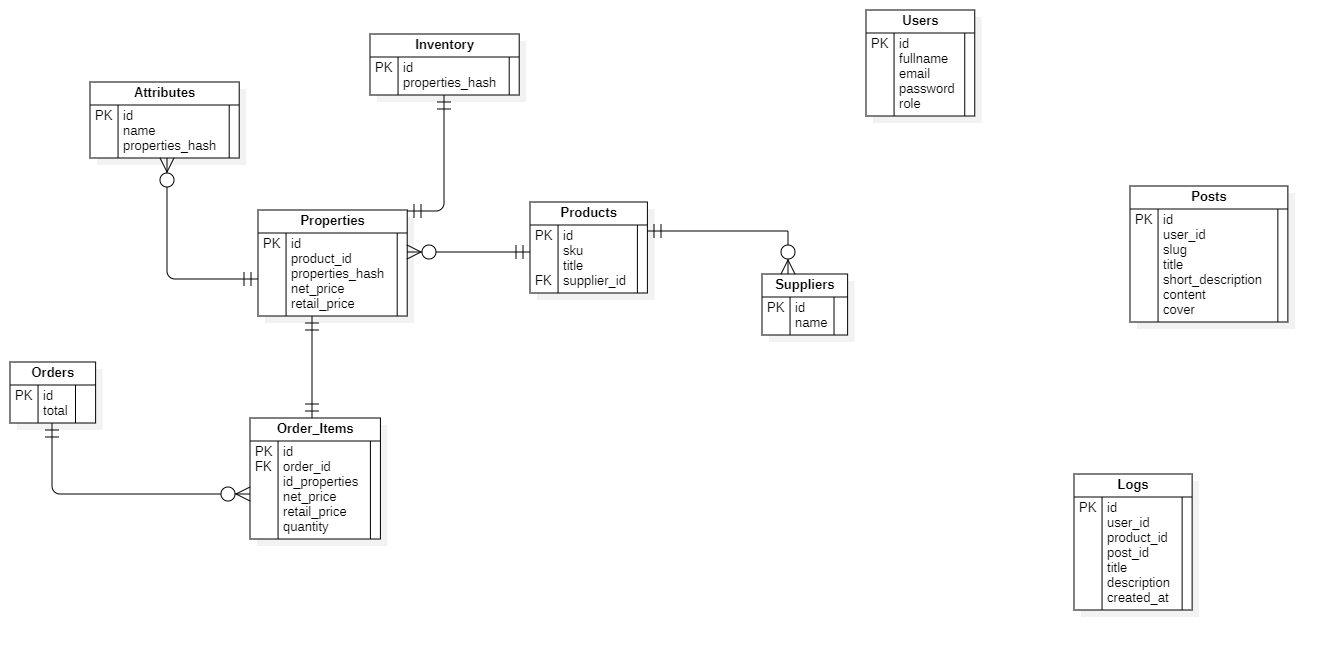 Users
PK id
fullname
email
password
role
Inventory
PK id
properties_hash
Attributes
PK id
name
properties_hash
Posts
PK id
user_id
slug
title
short_description
content
cover
Properties
PK id
product_id
properties_hash
net_price
retail_price
Products
PK id
sku
title
FK supplier_id
Suppliers
PK id
name
Orders
PK id
total
Order_Items
PK id
FK order_id
id_properties
net_price
retail_price
quantity
Logs
PK id
user_id
product_id
post_id
title
description
created_at